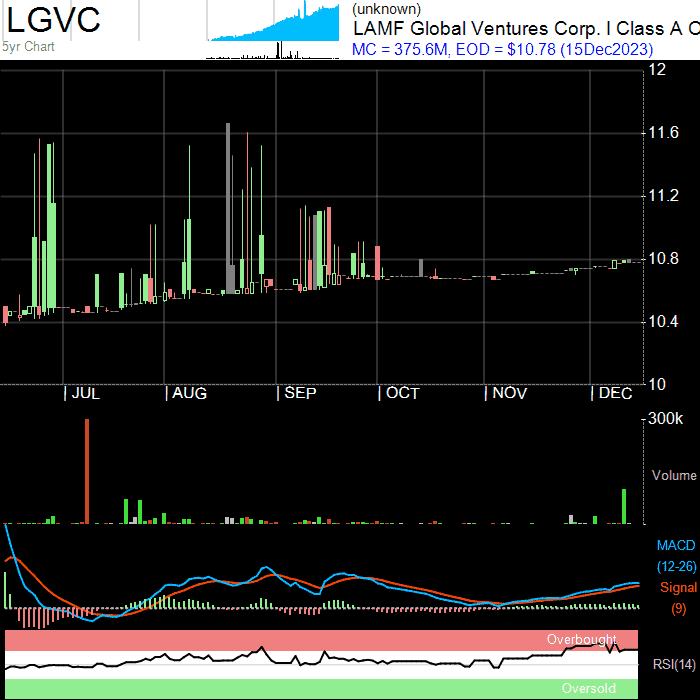 LGVC
5yr Chart
(unknown)
LAMF Global Ventures Corp. I Class A O
MC = 375.6M, EOD = $10.78 (15Dec2023)
12
11.6
11.2
10.8
10.4
10
JUL AUG SEP OCT NOV DEC
300k
Volume
MACD
(12-26)
Signal
(9)
Overbought
RSI(14)
Oversold